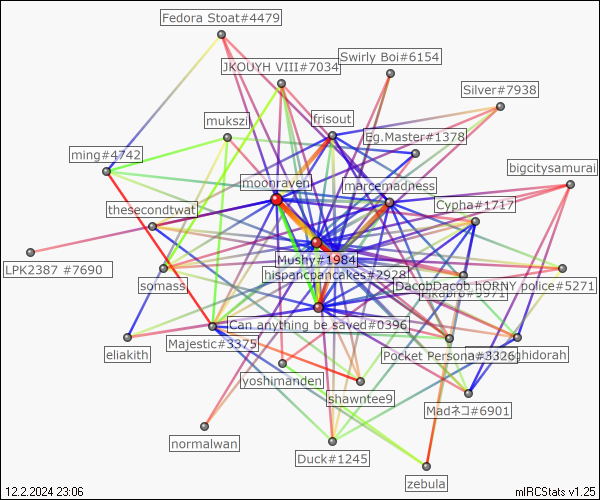 Fedora Stoat#4479
Swirly Boi#6154
JKOUYH VIII#7034
Silver#7938
mukszi
frisout
Eg.Master#1378
ming#4742
bigcitysamurai
moonraven
marcemadness
thesecondtwat
Cypha#1717
Mushy#1984
LPK2387 #7690
hispancpancakes#2928
somass
DacobDacob hORNY police#5271
Can anything be saved#0396
Majestic#3375
eliakith
Pocket Persona#3326
ghidorah
yoshimanden
shawntee9
Madネコ#6901
normalwan
Duck#1245
zebula
12.2.2024 23:06
mIRCStats v1.25